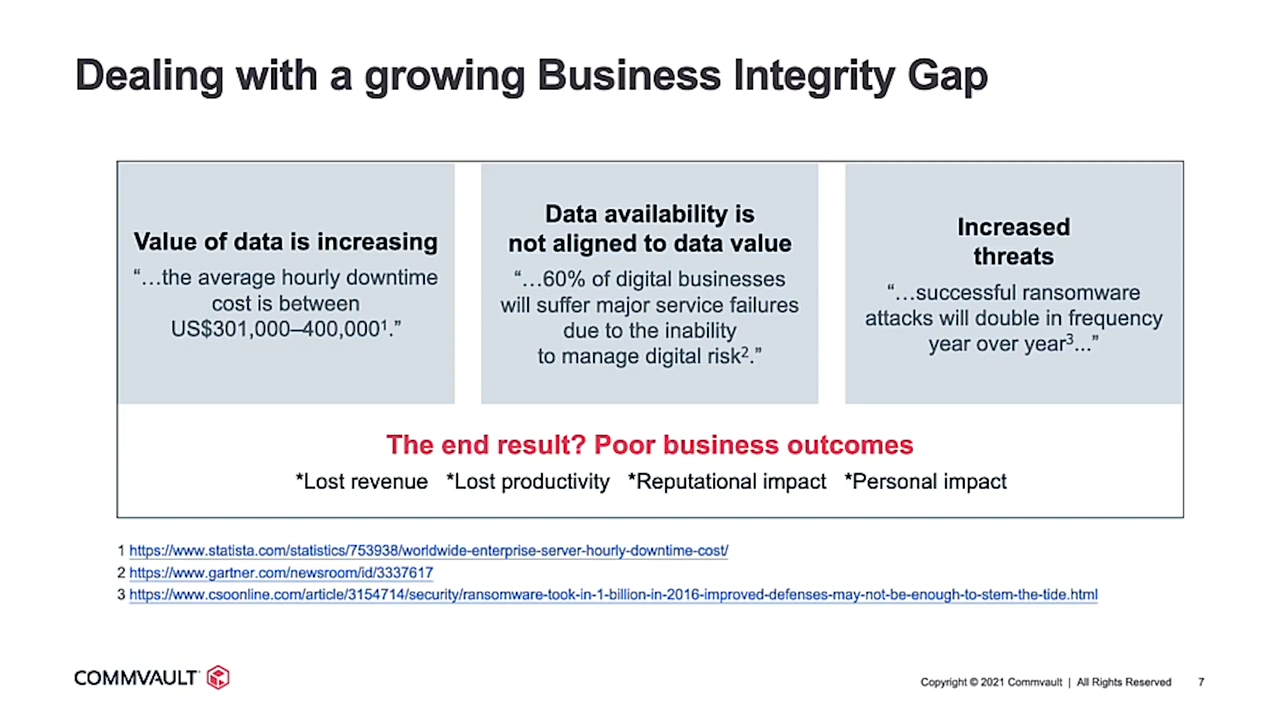 Dealing with a growing Business Integrity Gap
Value of data is increasing
“…the average hourly downtime
cost is between
US$301,000–400,000¹.”
Data availability is
not aligned to data value
“…60% of digital businesses
will suffer major service failures
due to the inability
to manage digital risk².”
Increased
threats
“…successful ransomware
attacks will double in frequency
year over year³...”
The end result? Poor business outcomes
*Lost revenue *Lost productivity *Reputational impact *Personal impact
1 https://www.statista.com/statistics/753938/worldwide-enterprise-server-hourly-downtime-cost/
2 https://www.gartner.com/newsroom/id/3337617
3 https://www.csoonline.com/article/3154714/security/ransomware-took-in-1-billion-in-2016-improved-defenses-may-not-be-enough-to-stem-the-tide.html
COMMVAULT
Copyright © 2021 Commvault | All Rights Reserved 7